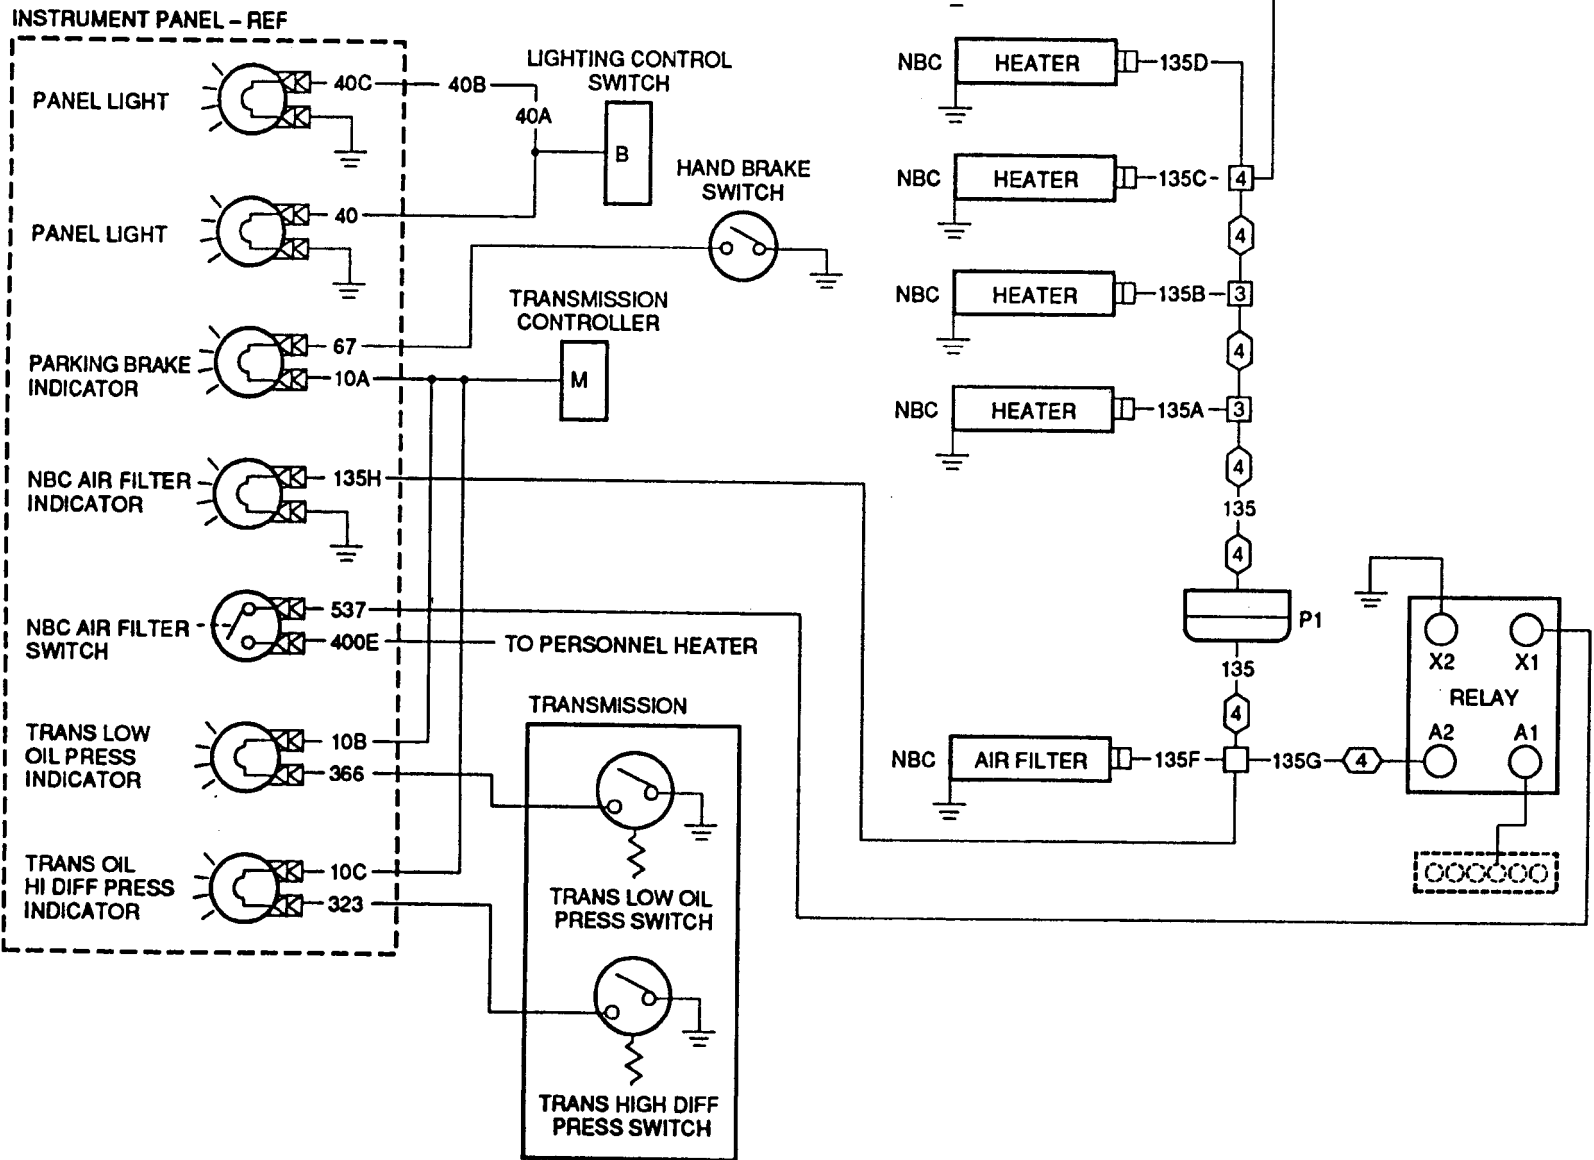 INSTRUMENT PANEL – REF
PANEL LIGHT
40C
40B
40A
LIGHTING CONTROL
SWITCH
B
PANEL LIGHT
40
HAND BRAKE
SWITCH
PARKING BRAKE
INDICATOR
67
10A
TRANSMISSION
CONTROLLER
M
NBC AIR FILTER
INDICATOR
135H
NBC AIR FILTER
SWITCH
537
400E
TO PERSONNEL HEATER
TRANS LOW
OIL PRESS
INDICATOR
10B
366
TRANS OIL
HI DIFF PRESS
INDICATOR
10C
323
TRANSMISSION
TRANS LOW OIL
PRESS SWITCH
TRANS HIGH DIFF
PRESS SWITCH
NBC
HEATER
135D
NBC
HEATER
135C
4
4
NBC
HEATER
135B
3
4
NBC
HEATER
135A
3
4
135
4
P1
135
4
NBC
AIR FILTER
135F
135G
4
X2
X1
RELAY
A2
A1